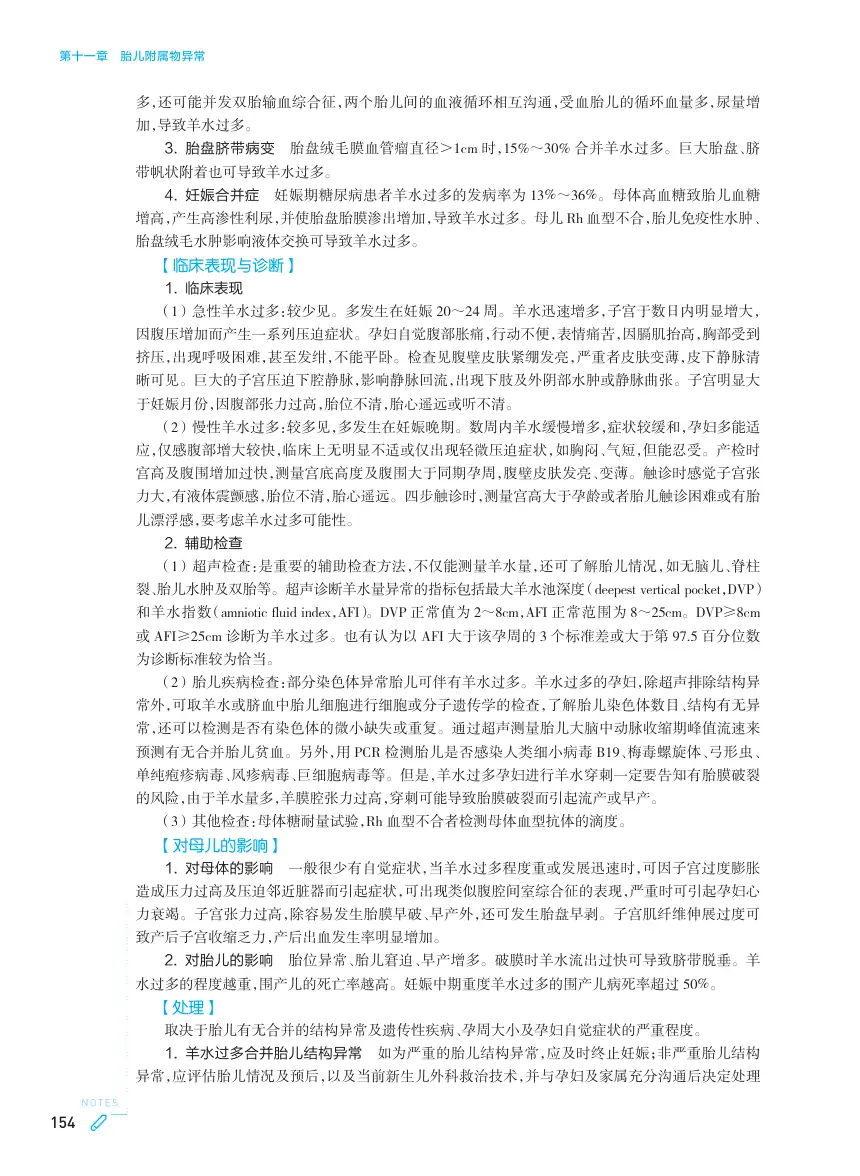 第十一章　胎儿附属物异常
多,还可能并发双胎输血综合征,两个胎儿间的血液循环相互沟通,受血胎儿的循环血量多,尿量增
加,导致羊水过多。
3. 胎盘脐带病变　胎盘绒毛膜血管瘤直径＞1cm 时,15%～30% 合并羊水过多。巨大胎盘、脐
带帆状附着也可导致羊水过多。
4. 妊娠合并症　妊娠期糖尿病患者羊水过多的发病率为 13%～36%。母体高血糖致胎儿血糖
增高,产生高渗性利尿,并使胎盘胎膜渗出增加,导致羊水过多。母儿 Rh 血型不合,胎儿免疫性水肿、
胎盘绒毛水肿影响液体交换可导致羊水过多。
【临床表现与诊断】
1. 临床表现
（1）急性羊水过多:较少见。多发生在妊娠 20～24 周。羊水迅速增多,子宫于数日内明显增大,
因腹压增加而产生一系列压迫症状。孕妇自觉腹部胀痛,行动不便,表情痛苦,因膈肌抬高,胸部受到
挤压,出现呼吸困难,甚至发绀,不能平卧。检查见腹壁皮肤紧绷发亮,严重者皮肤变薄,皮下静脉清
晰可见。巨大的子宫压迫下腔静脉,影响静脉回流,出现下肢及外阴部水肿或静脉曲张。子宫明显大
于妊娠月份,因腹部张力过高,胎位不清,胎心遥远或听不清。
（2）慢性羊水过多:较多见,多发生在妊娠晚期。数周内羊水缓慢增多,症状较缓和,孕妇多能适
应,仅感腹部增大较快,临床上无明显不适或仅出现轻微压迫症状,如胸闷、气短,但能忍受。产检时
宫高及腹围增加过快,测量宫底高度及腹围大于同期孕周,腹壁皮肤发亮、变薄。触诊时感觉子宫张
力大,有液体震颤感,胎位不清,胎心遥远。四步触诊时,测量宫高大于孕龄或者胎儿触诊困难或有胎
儿漂浮感,要考虑羊水过多可能性。
2. 辅助检查
（1）超声检查:是重要的辅助检查方法,不仅能测量羊水量,还可了解胎儿情况,如无脑儿、脊柱
裂、胎儿水肿及双胎等。超声诊断羊水量异常的指标包括最大羊水池深度（deepest vertical pocket,DVP）
和羊水指数（amniotic fluid index,AFI）。DVP 正常值为 2～8cm,AFI 正常范围为 8～25cm。DVP≥8cm
或 AFI≥25cm 诊断为羊水过多。也有认为以 AFI 大于该孕周的 3 个标准差或大于第 97.5 百分位数
为诊断标准较为恰当。
（2）胎儿疾病检查:部分染色体异常胎儿可伴有羊水过多。羊水过多的孕妇,除超声排除结构异
常外,可取羊水或脐血中胎儿细胞进行细胞或分子遗传学的检查,了解胎儿染色体数目、结构有无异
常,还可以检测是否有染色体的微小缺失或重复。通过超声测量胎儿大脑中动脉收缩期峰值流速来
预测有无合并胎儿贫血。另外,用 PCR 检测胎儿是否感染人类细小病毒 B19、梅毒螺旋体、弓形虫、
单纯疱疹病毒、风疹病毒、巨细胞病毒等。但是,羊水过多孕妇进行羊水穿刺一定要告知有胎膜破裂
的风险,由于羊水量多,羊膜腔张力过高,穿刺可能导致胎膜破裂而引起流产或早产。
（3）其他检查:母体糖耐量试验,Rh 血型不合者检测母体血型抗体的滴度。
【对母儿的影响】
1. 对母体的影响　一般很少有自觉症状,当羊水过多程度重或发展迅速时,可因子宫过度膨胀
造成压力过高及压迫邻近脏器而引起症状,可出现类似腹腔间室综合征的表现,严重时可引起孕妇心
力衰竭。子宫张力过高,除容易发生胎膜早破、早产外,还可发生胎盘早剥。子宫肌纤维伸展过度可
致产后子宫收缩乏力,产后出血发生率明显增加。
2. 对胎儿的影响　胎位异常、胎儿窘迫、早产增多。破膜时羊水流出过快可导致脐带脱垂。羊
水过多的程度越重,围产儿的死亡率越高。妊娠中期重度羊水过多的围产儿病死率超过 50%。
【处理】
取决于胎儿有无合并的结构异常及遗传性疾病、孕周大小及孕妇自觉症状的严重程度。
1. 羊水过多合并胎儿结构异常　如为严重的胎儿结构异常,应及时终止妊娠;非严重胎儿结构
异常,应评估胎儿情况及预后,以及当前新生儿外科救治技术,并与孕妇及家属充分沟通后决定处理
NOTES
154